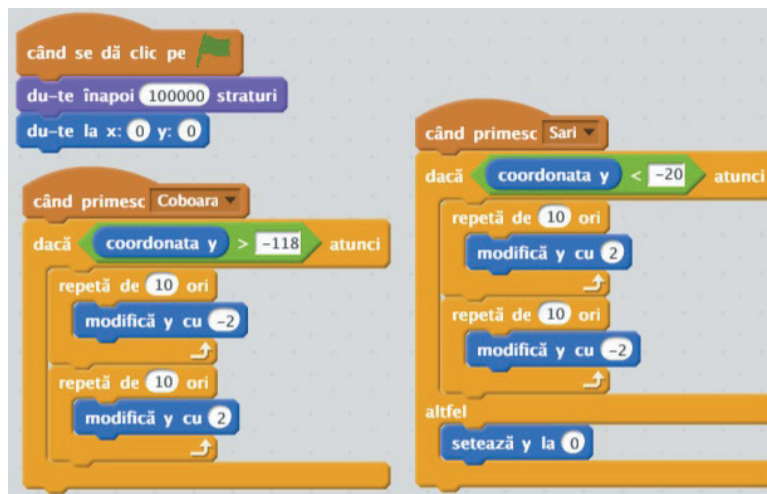 când se dă clic pe
du-te înapoi 100000 straturi
du-te la x: 0 y: 0
când primesc Coboara
dacă coordonata y > -118 atunci
repetă de 10 ori
modifică y cu -2
repetă de 10 ori
modifică y cu 2
când primesc Sari
dacă coordonata y < -20 atunci
repetă de 10 ori
modifică y cu 2
repetă de 10 ori
modifică y cu -2
altfel
setează y la 0